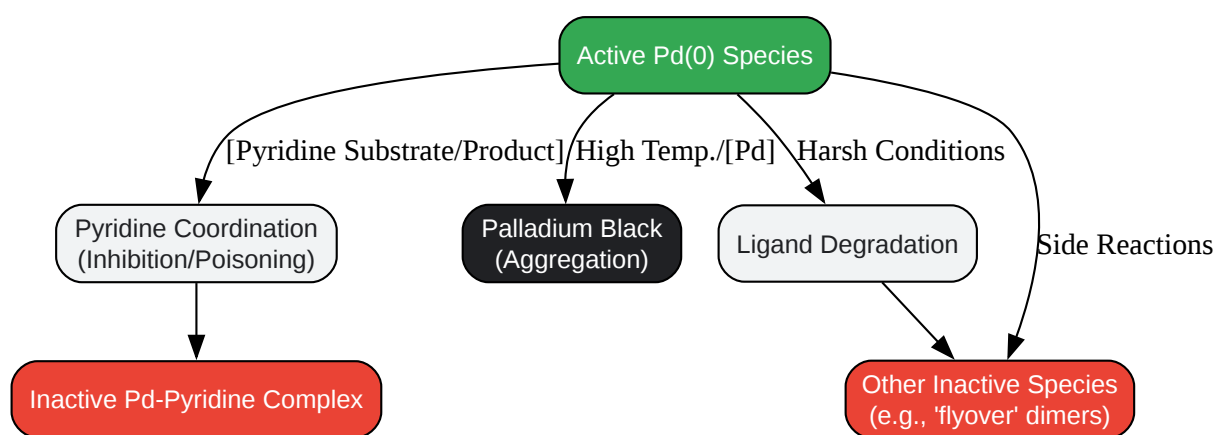 Active Pd(0) Species
[Pyridine Substrate/Product]
High Temp./[Pd]
Harsh Conditions
Pyridine Coordination
(Inhibition/Poisoning)
Palladium Black
(Aggregation)
Ligand Degradation
Side Reactions
Inactive Pd-Pyridine Complex
Other Inactive Species
(e.g., 'flyover' dimers)